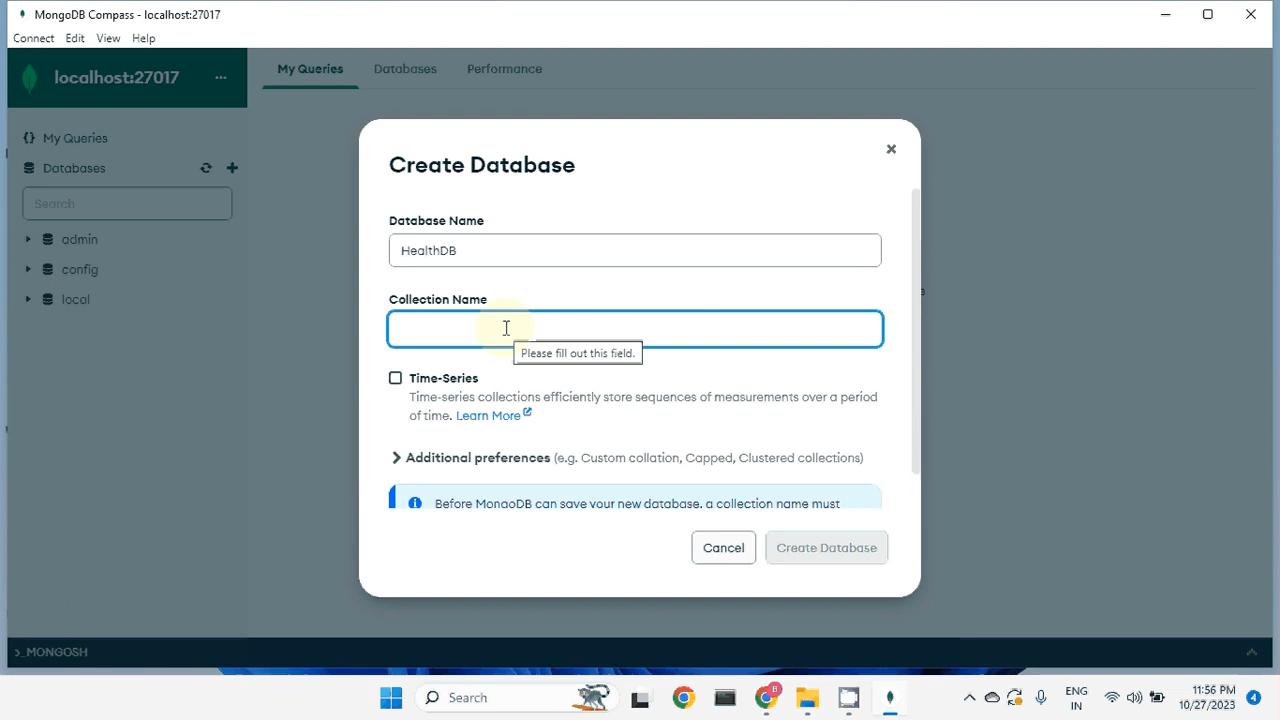 MongoDB Compass - localhost:27017
Connect Edit View Help
localhost:27017 ...
My Queries Databases Performance
{} My Queries
Databases
Search
admin
config
local
Create Database
Database Name
HealthDB
Collection Name
Please fill out this field.
Time-Series
Time-series collections efficiently store sequences of measurements over a period
of time. Learn More
Additional preferences (e.g. Custom collation, Capped, Clustered collections)
Before MongoDB can save your new database, a collection name must
Cancel Create Database
>_MONGOSH
Search
ENG
IN
11:56 PM
10/27/2023
4